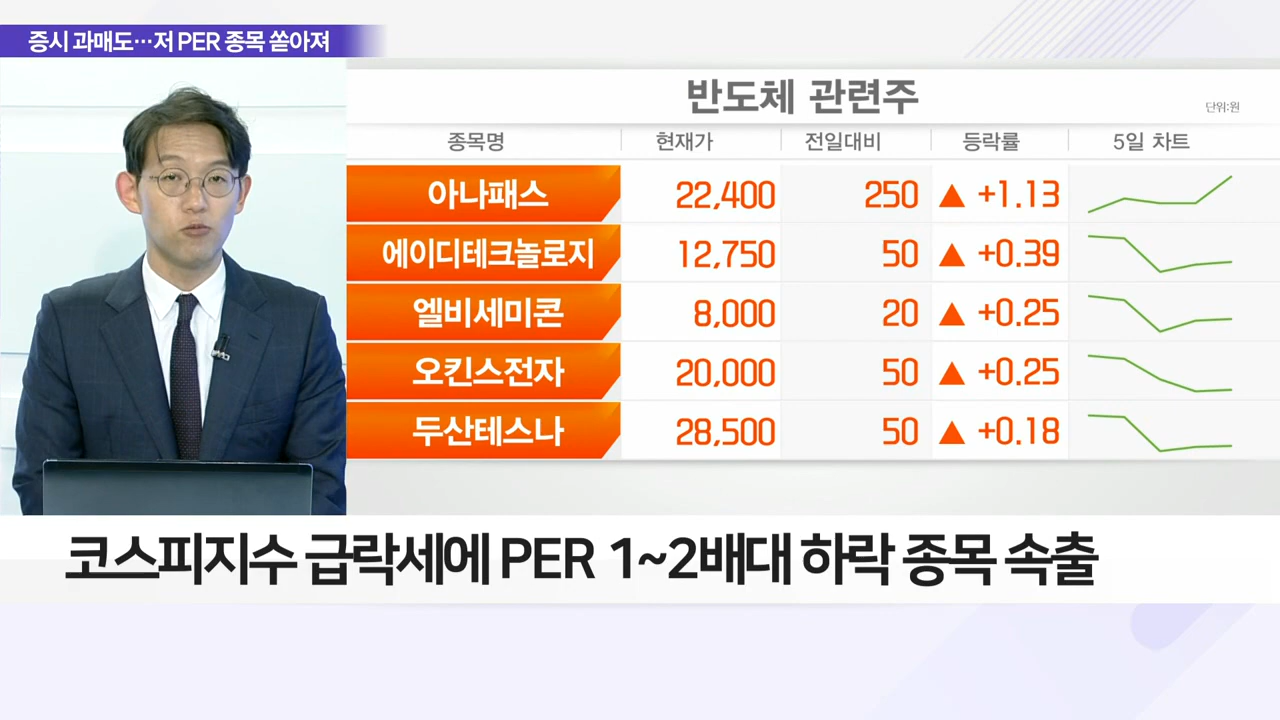 증시 과매도…저 PER 종목 쏟아져
반도체 관련주
단위:원
종목명 현재가 전일대비 등락률 5일 차트
아나패스 22,400 250 ▲ +1.13
에이디테크놀로지 12,750 50 ▲ +0.39
엘비세미콘 8,000 20 ▲ +0.25
오킨스전자 20,000 50 ▲ +0.25
두산테스나 28,500 50 ▲ +0.18
코스피지수 급락세에 PER 1~2배대 하락 종목 속출